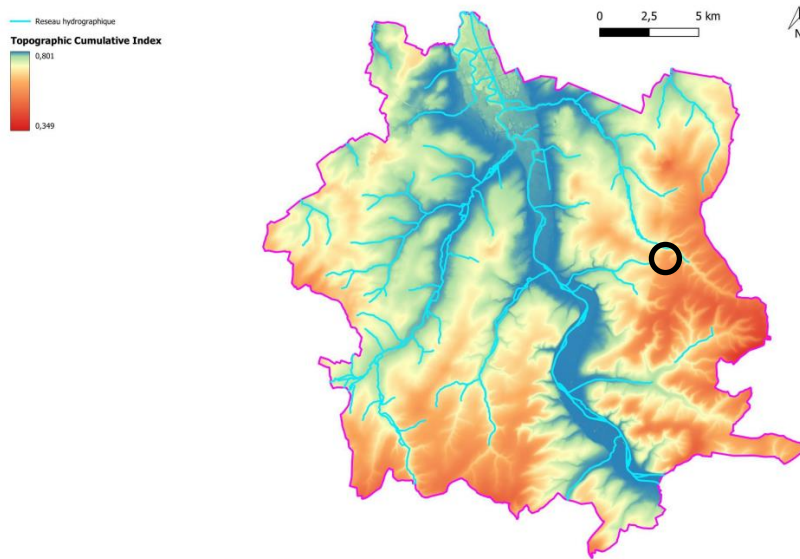 Reseau hydrographique
Topographic Cumulative Index
0,801
0,349
0 2,5 5 km
N